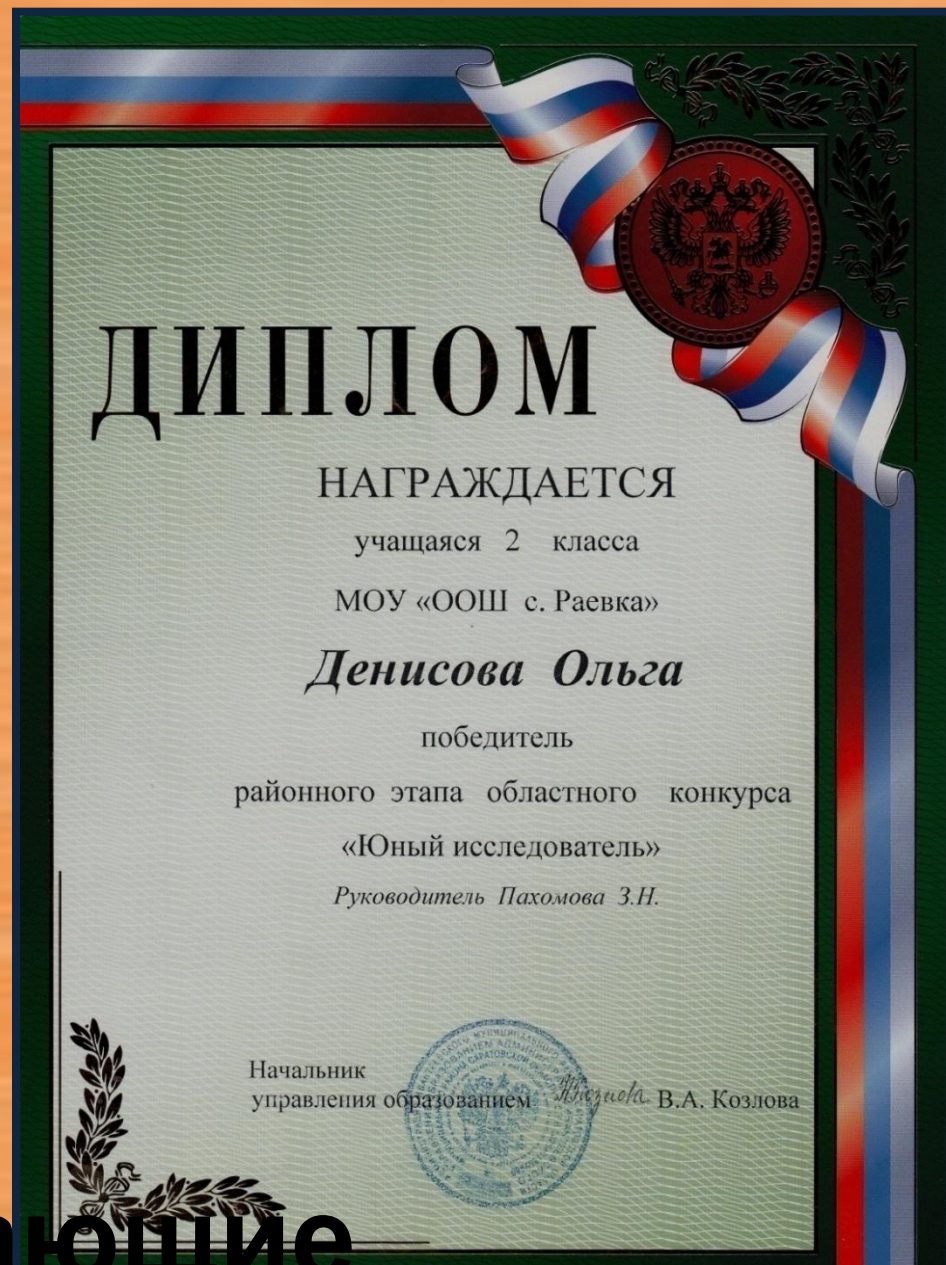 ДИПЛОМ
НАГРАЖДАЕТСЯ
учащаяся 2 класса
МОУ «ООШ с. Раевка»
Денисова Ольга
победитель
районного этапа областного конкурса
«Юный исследователь»
Руководитель Пахомова З.Н.
Начальник
управления образованием В.А. Козлова
ающие